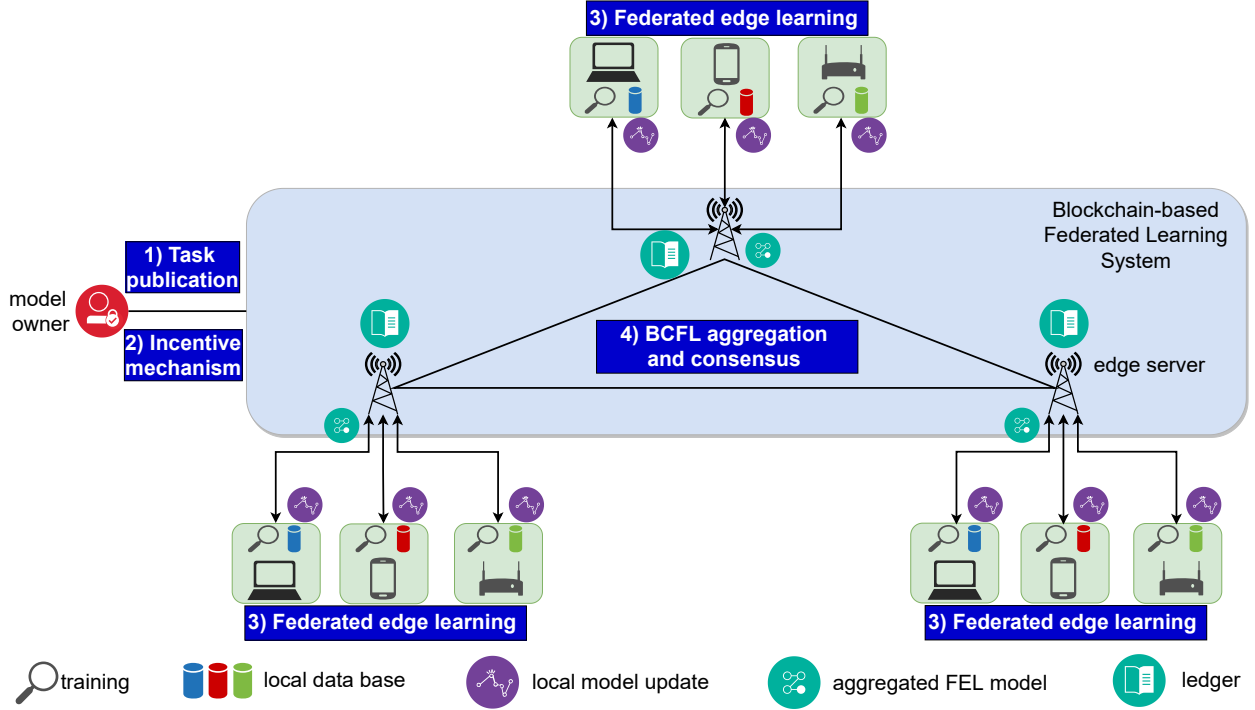 3) Federated edge learning
Blockchain-based
Federated Learning
System
1) Task
publication
model
owner
2) Incentive
mechanism
4) BCFL aggregation
and consensus
edge server
3) Federated edge learning
3) Federated edge learning
training
local data base
local model update
aggregated FEL model
ledger